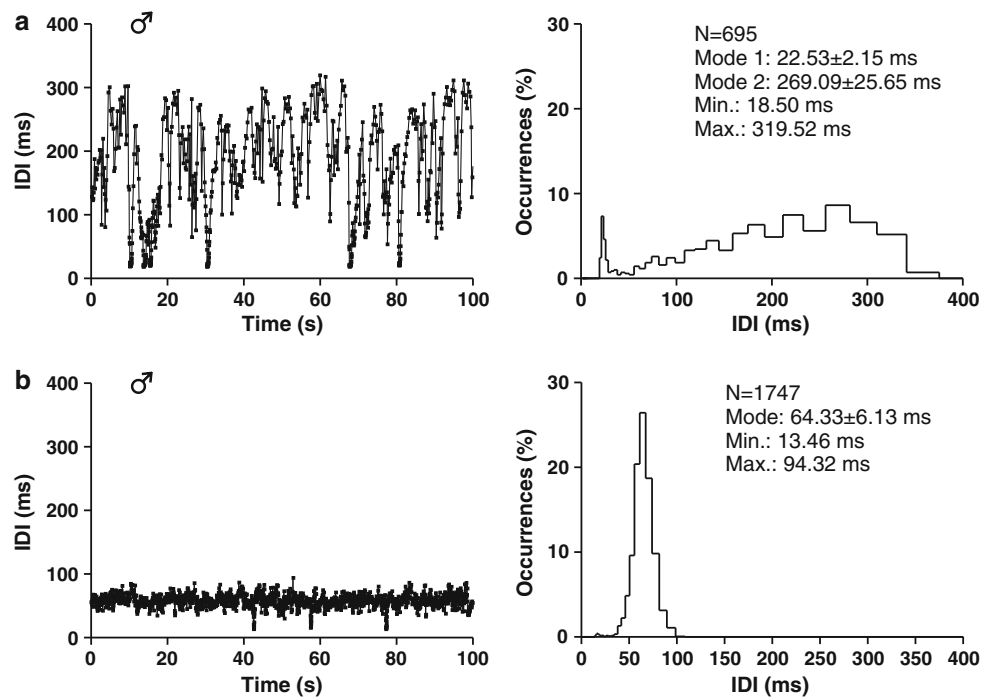 a
♂
400
300
200
100
0
IDI (ms)
0 20 40 60 80 100
Time (s)
30
20
10
0
Occurrences (%)
N=695
Mode 1: 22.53±2.15 ms
Mode 2: 269.09±25.65 ms
Min.: 18.50 ms
Max.: 319.52 ms
0 100 200 300 400
IDI (ms)
b
♂
400
300
200
100
0
IDI (ms)
0 20 40 60 80 100
Time (s)
30
20
10
0
Occurrences (%)
N=1747
Mode: 64.33±6.13 ms
Min.: 13.46 ms
Max.: 94.32 ms
0 50 100 150 200 250 300 350 400
IDI (ms)